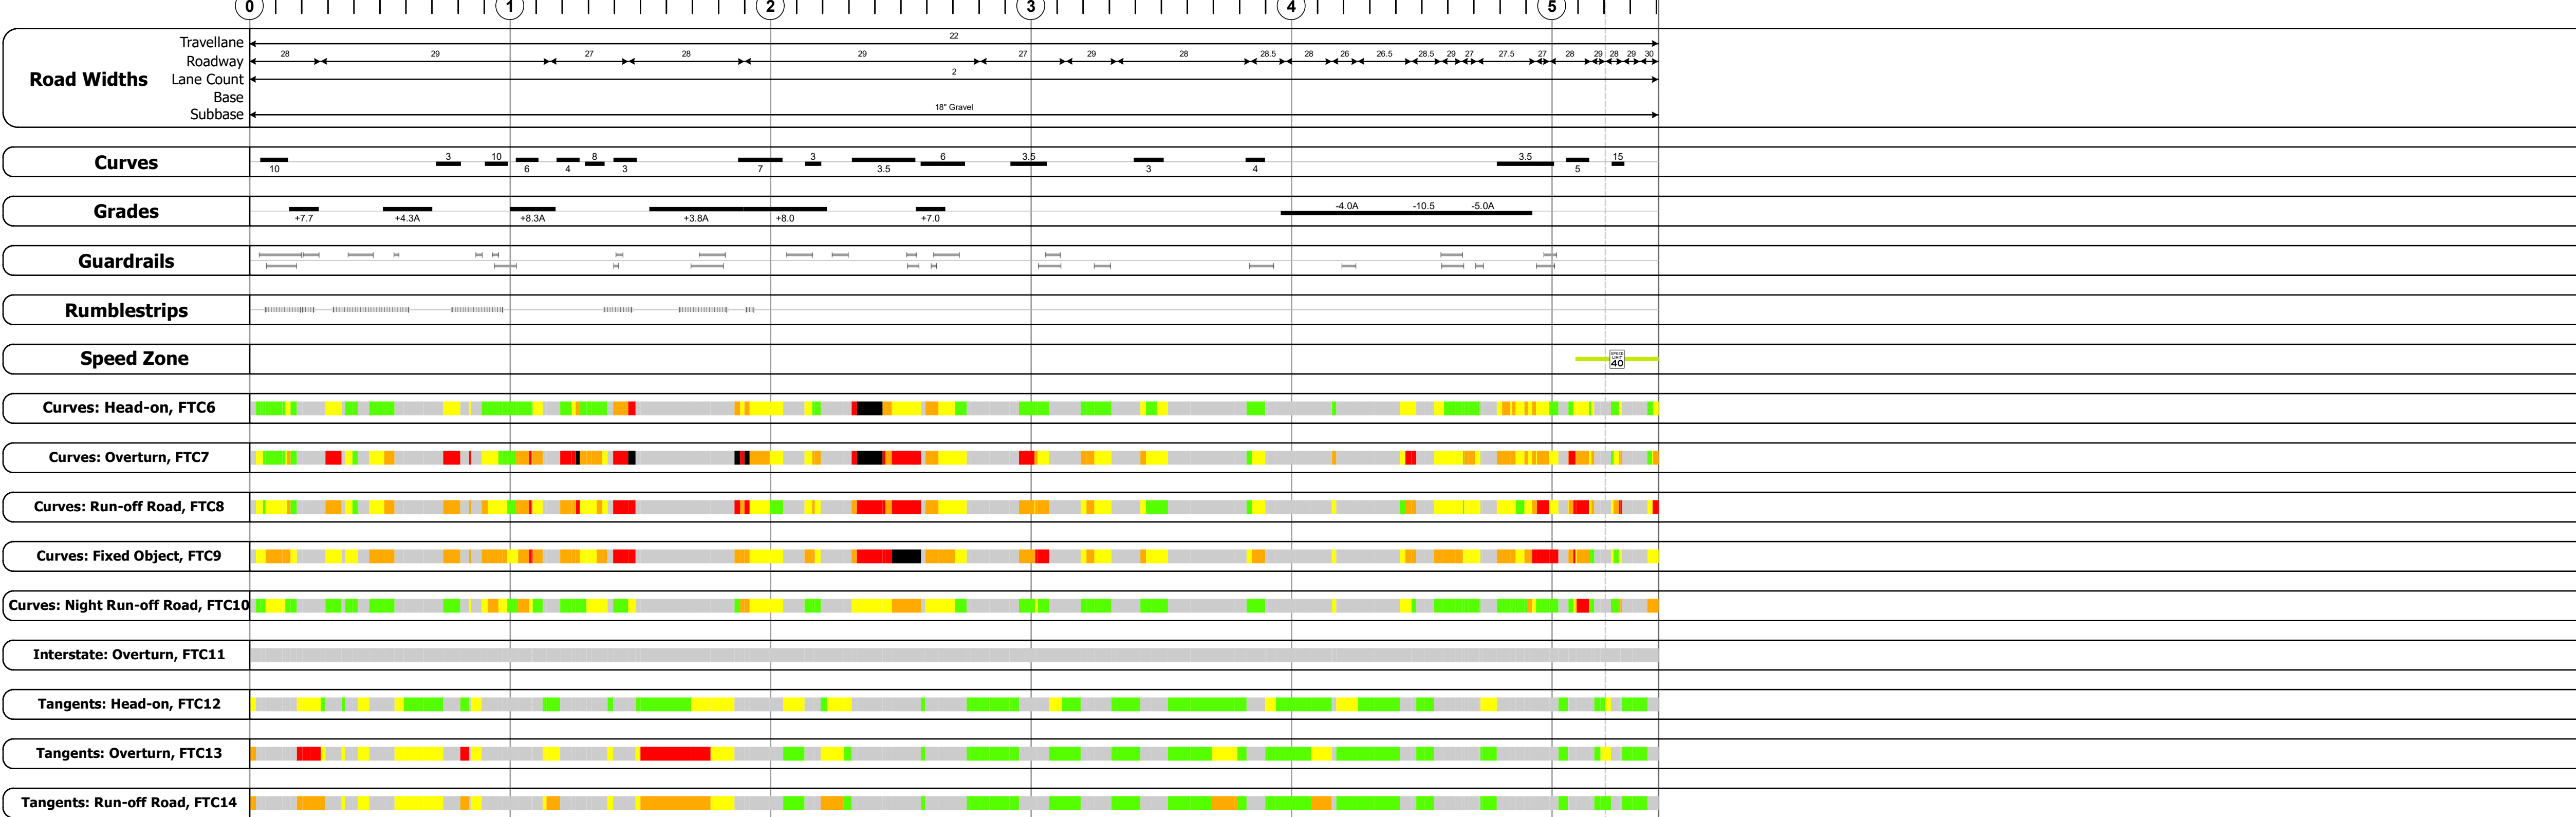 0 1 2 3 4 5
Travellane 22
Roadway 28 29 27 28 29 27 29 28 28.5 28 26 26.5 28.5 29 27 27.5 27 28 29 28 29 30
Road Widths
Lane Count 2
Base
Subbase 18" Gravel
Curves
3 10 8 3 6 3.5 3.5 15
10 6 4 3 7 3.5 3 4 5
Grades
-4.0A -10.5 -5.0A
+7.7 +4.3A +8.3A +3.8A +8.0 +7.0
Guardrails
Rumblestrips
Speed Zone
SPEED
LIMIT
40
Curves: Head-on, FTC6
Curves: Overturn, FTC7
Curves: Run-off Road, FTC8
Curves: Fixed Object, FTC9
Curves: Night Run-off Road, FTC10
Interstate: Overturn, FTC11
Tangents: Head-on, FTC12
Tangents: Overturn, FTC13
Tangents: Run-off Road, FTC14